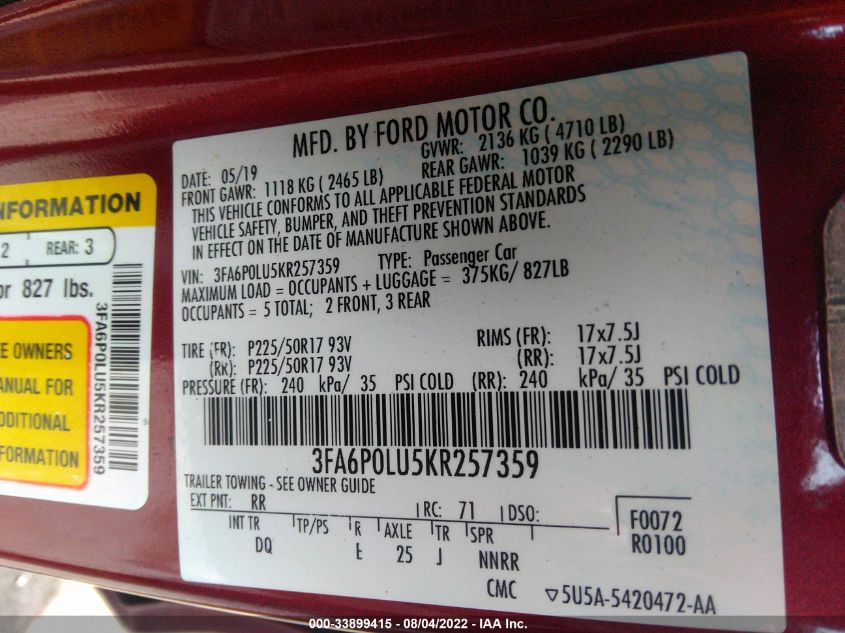 MFD. BY FORD MOTOR CO.
DATE: 05/19 GVWR: 2136 KG ( 4710 LB)
FRONT GAWR: 1118 KG ( 2465 LB) REAR GAWR: 1039 KG ( 2290 LB)
THIS VEHICLE CONFORMS TO ALL APPLICABLE FEDERAL MOTOR
VEHICLE SAFETY, BUMPER, AND THEFT PREVENTION STANDARDS
IN EFFECT ON THE DATE OF MANUFACTURE SHOWN ABOVE.
VIN: 3FA6P0LU5KR257359 TYPE: Passenger Car
MAXIMUM LOAD = OCCUPANTS + LUGGAGE = 375KG/ 827LB
OCCUPANTS = 5 TOTAL; 2 FRONT, 3 REAR
TIRE (FR): P225/50R17 93V RIMS (FR): 17x7.5J
(RR): P225/50R17 93V (RR): 17x7.5J
PRESSURE (FR): 240 kPa/ 35 PSI COLD (RR): 240 kPa/ 35 PSI COLD
3FA6P0LU5KR257359
TRAILER TOWING - SEE OWNER GUIDE
EXT PNT: RR RC: 71 DSO: F0072
INT TR TP/PS R AXLE TR SPR R0100
DQ E 25 J NNRR
CMC ▽5U5A-5420472-AA
NFORMATION
2 REAR: 3
or 827 lbs.
3FA6P0LU5KR257359
EE OWNERS
ANUAL FOR
DDITIONAL
FORMATION
000--33899415 - 08/04/2022 - IAA Inc.